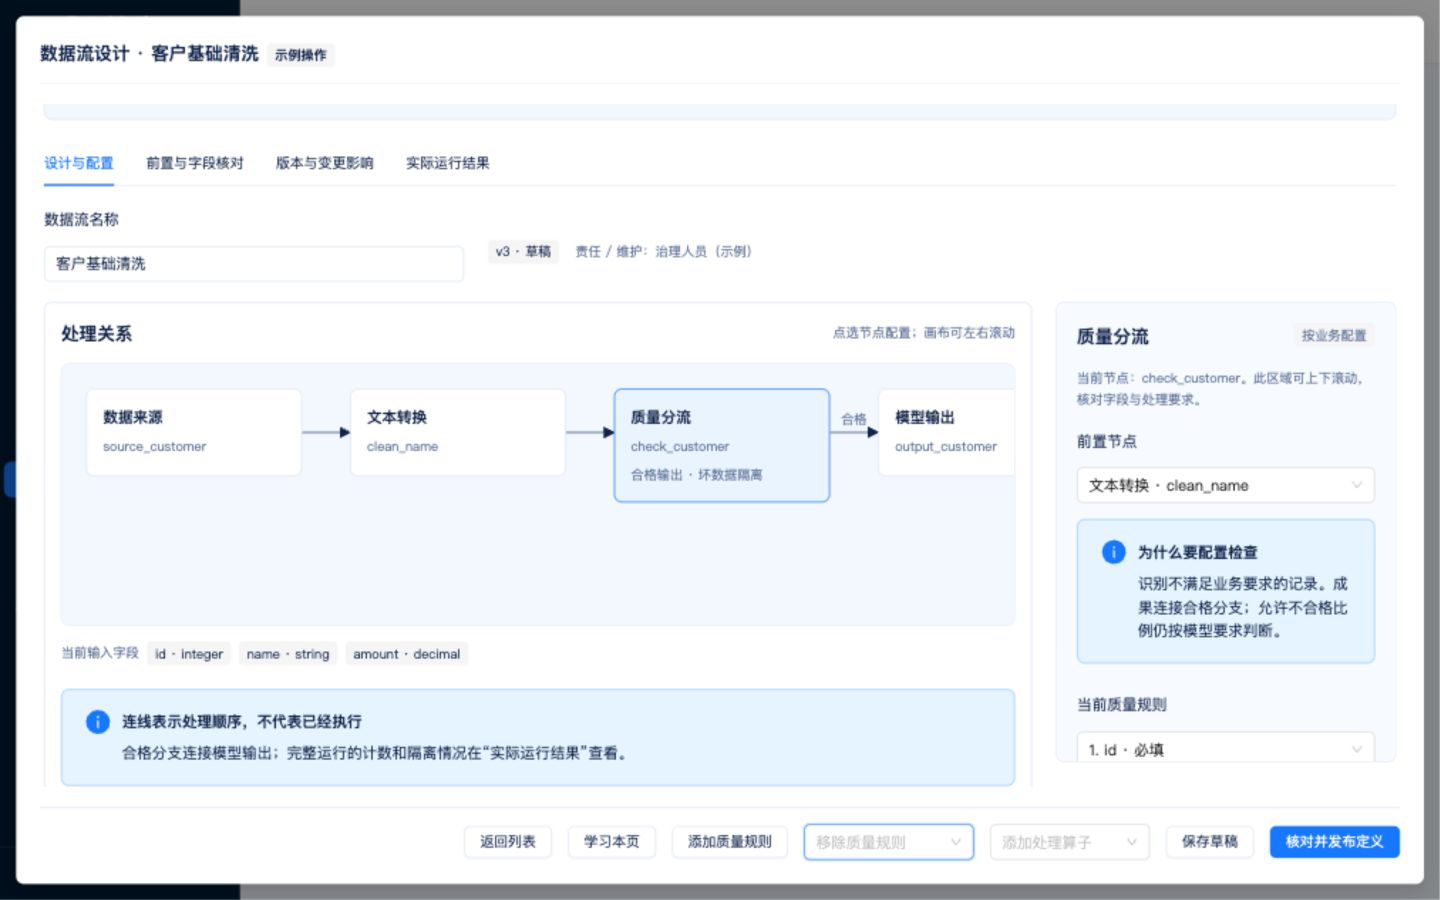 数据流设计 · 客户基础清洗 示例操作
设计与配置 前置与字段核对 版本与变更影响 实际运行结果
数据流名称
客户基础清洗
v3 · 草稿 责任 / 维护：治理人员（示例）
处理关系
点选节点配置；画布可左右滚动
数据来源
source_customer
文本转换
clean_name
质量分流
check_customer
合格输出 · 坏数据隔离
合格
模型输出
output_customer
当前输入字段 id · integer name · string amount · decimal
连线表示处理顺序，不代表已经执行
合格分支连接模型输出；完整运行的计数和隔离情况在“实际运行结果”查看。
质量分流
按业务配置
当前节点：check_customer。此区域可上下滚动，
核对字段与处理要求。
前置节点
文本转换 · clean_name
为什么要配置检查
识别不满足业务要求的记录。成
果连接合格分支；允许不合格比
例仍按模型要求判断。
当前质量规则
1. id · 必填
返回列表 学习本页 添加质量规则 移除质量规则 添加处理算子 保存草稿 核对并发布定义